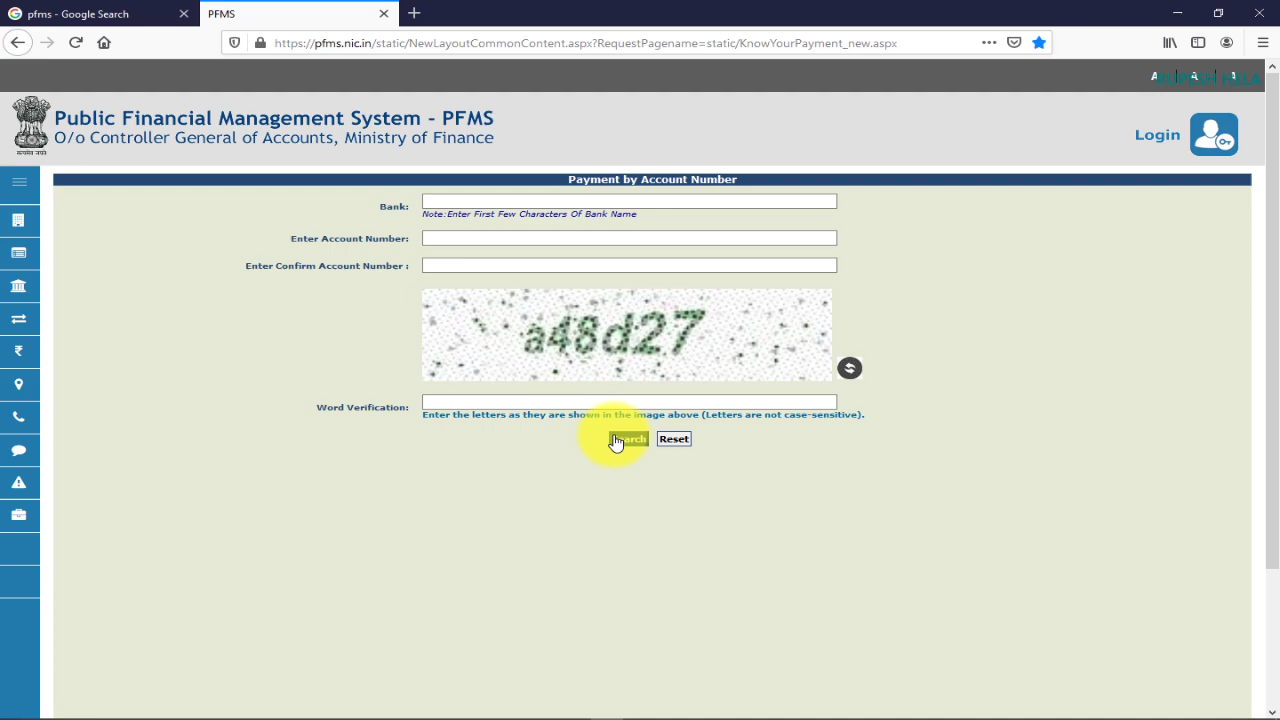 pfms - Google Search
PFMS
https://pfms.nic.in/static/NewLayoutCommonContent.aspx?RequestPagename=static/KnowYourPayment_new.aspx
RUPESH HELA
Public Financial Management System - PFMS
O/o Controller General of Accounts, Ministry of Finance
Login
Payment by Account Number
Bank:
Note:Enter First Few Characters Of Bank Name
Enter Account Number:
Enter Confirm Account Number :
a48d27
Word Verification:
Enter the letters as they are shown in the image above (Letters are not case-sensitive).
Search Reset